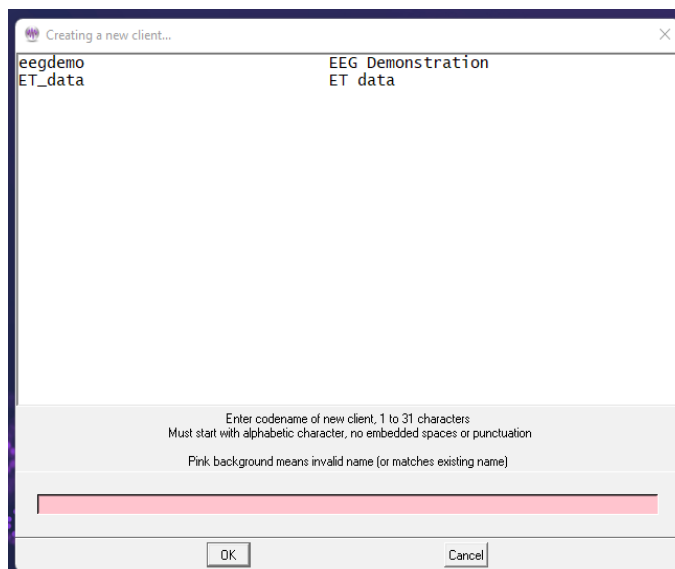 Creating a new client...
eegdemo EEG Demonstration
ET_data ET data
Enter codename of new client, 1 to 31 characters
Must start with alphabetic character, no embedded spaces or punctuation
Pink background means invalid name (or matches existing name)
OK Cancel